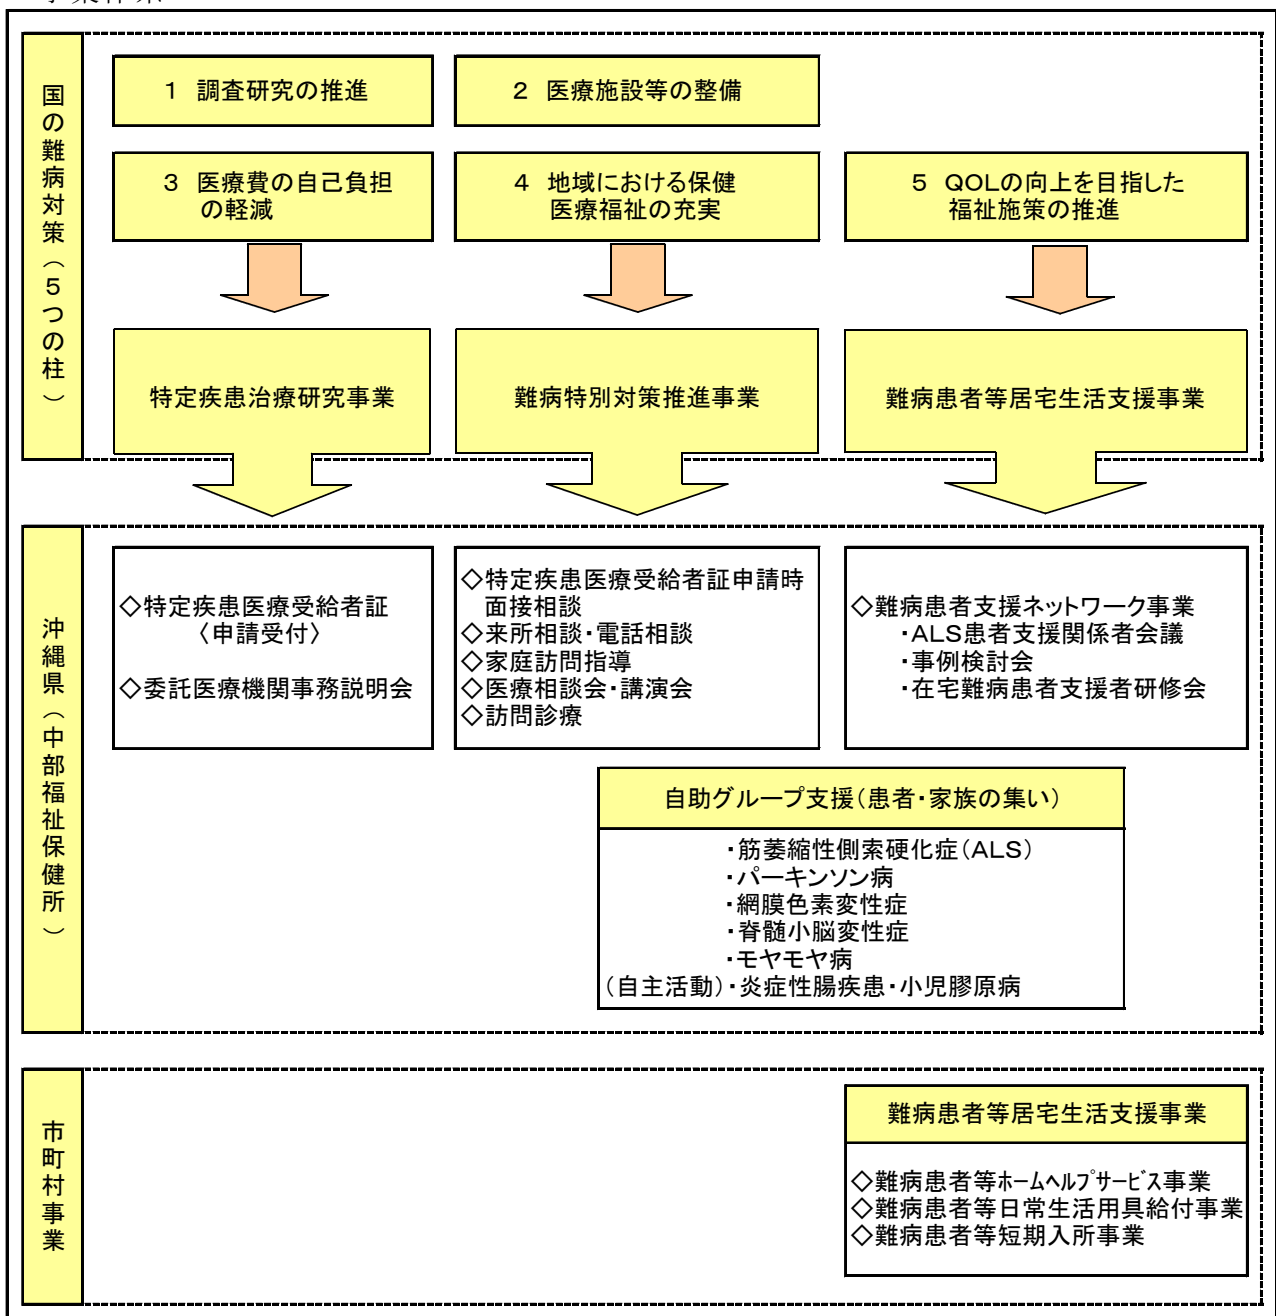 国の難病対策（５つの柱）
１　調査研究の推進
２　医療施設等の整備
３　医療費の自己負担
の軽減
４　地域における保健
医療福祉の充実
５　ＱＯＬの向上を目指した
福祉施策の推進
特定疾患治療研究事業
難病特別対策推進事業
難病患者等居宅生活支援事業
沖縄県（中部福祉保健所）
◇特定疾患医療受給者証
〈申請受付〉
◇委託医療機関事務説明会
◇特定疾患医療受給者証申請時
面接相談
◇来所相談・電話相談
◇家庭訪問指導
◇医療相談会・講演会
◇訪問診療
◇難病患者支援ネットワーク事業
・ＡＬＳ患者支援関係者会議
・事例検討会
・在宅難病患者支援者研修会
自助グループ支援（患者・家族の集い）
・筋萎縮性側索硬化症（ＡＬＳ）
・パーキンソン病
・網膜色素変性症
・脊髄小脳変性症
・モヤモヤ病
（自主活動）・炎症性腸疾患・小児膠原病
市町村事業
難病患者等居宅生活支援事業
◇難病患者等ﾎｰﾑﾍﾙﾌﾟｻｰﾋﾞｽ事業
◇難病患者等日常生活用具給付事業
◇難病患者等短期入所事業